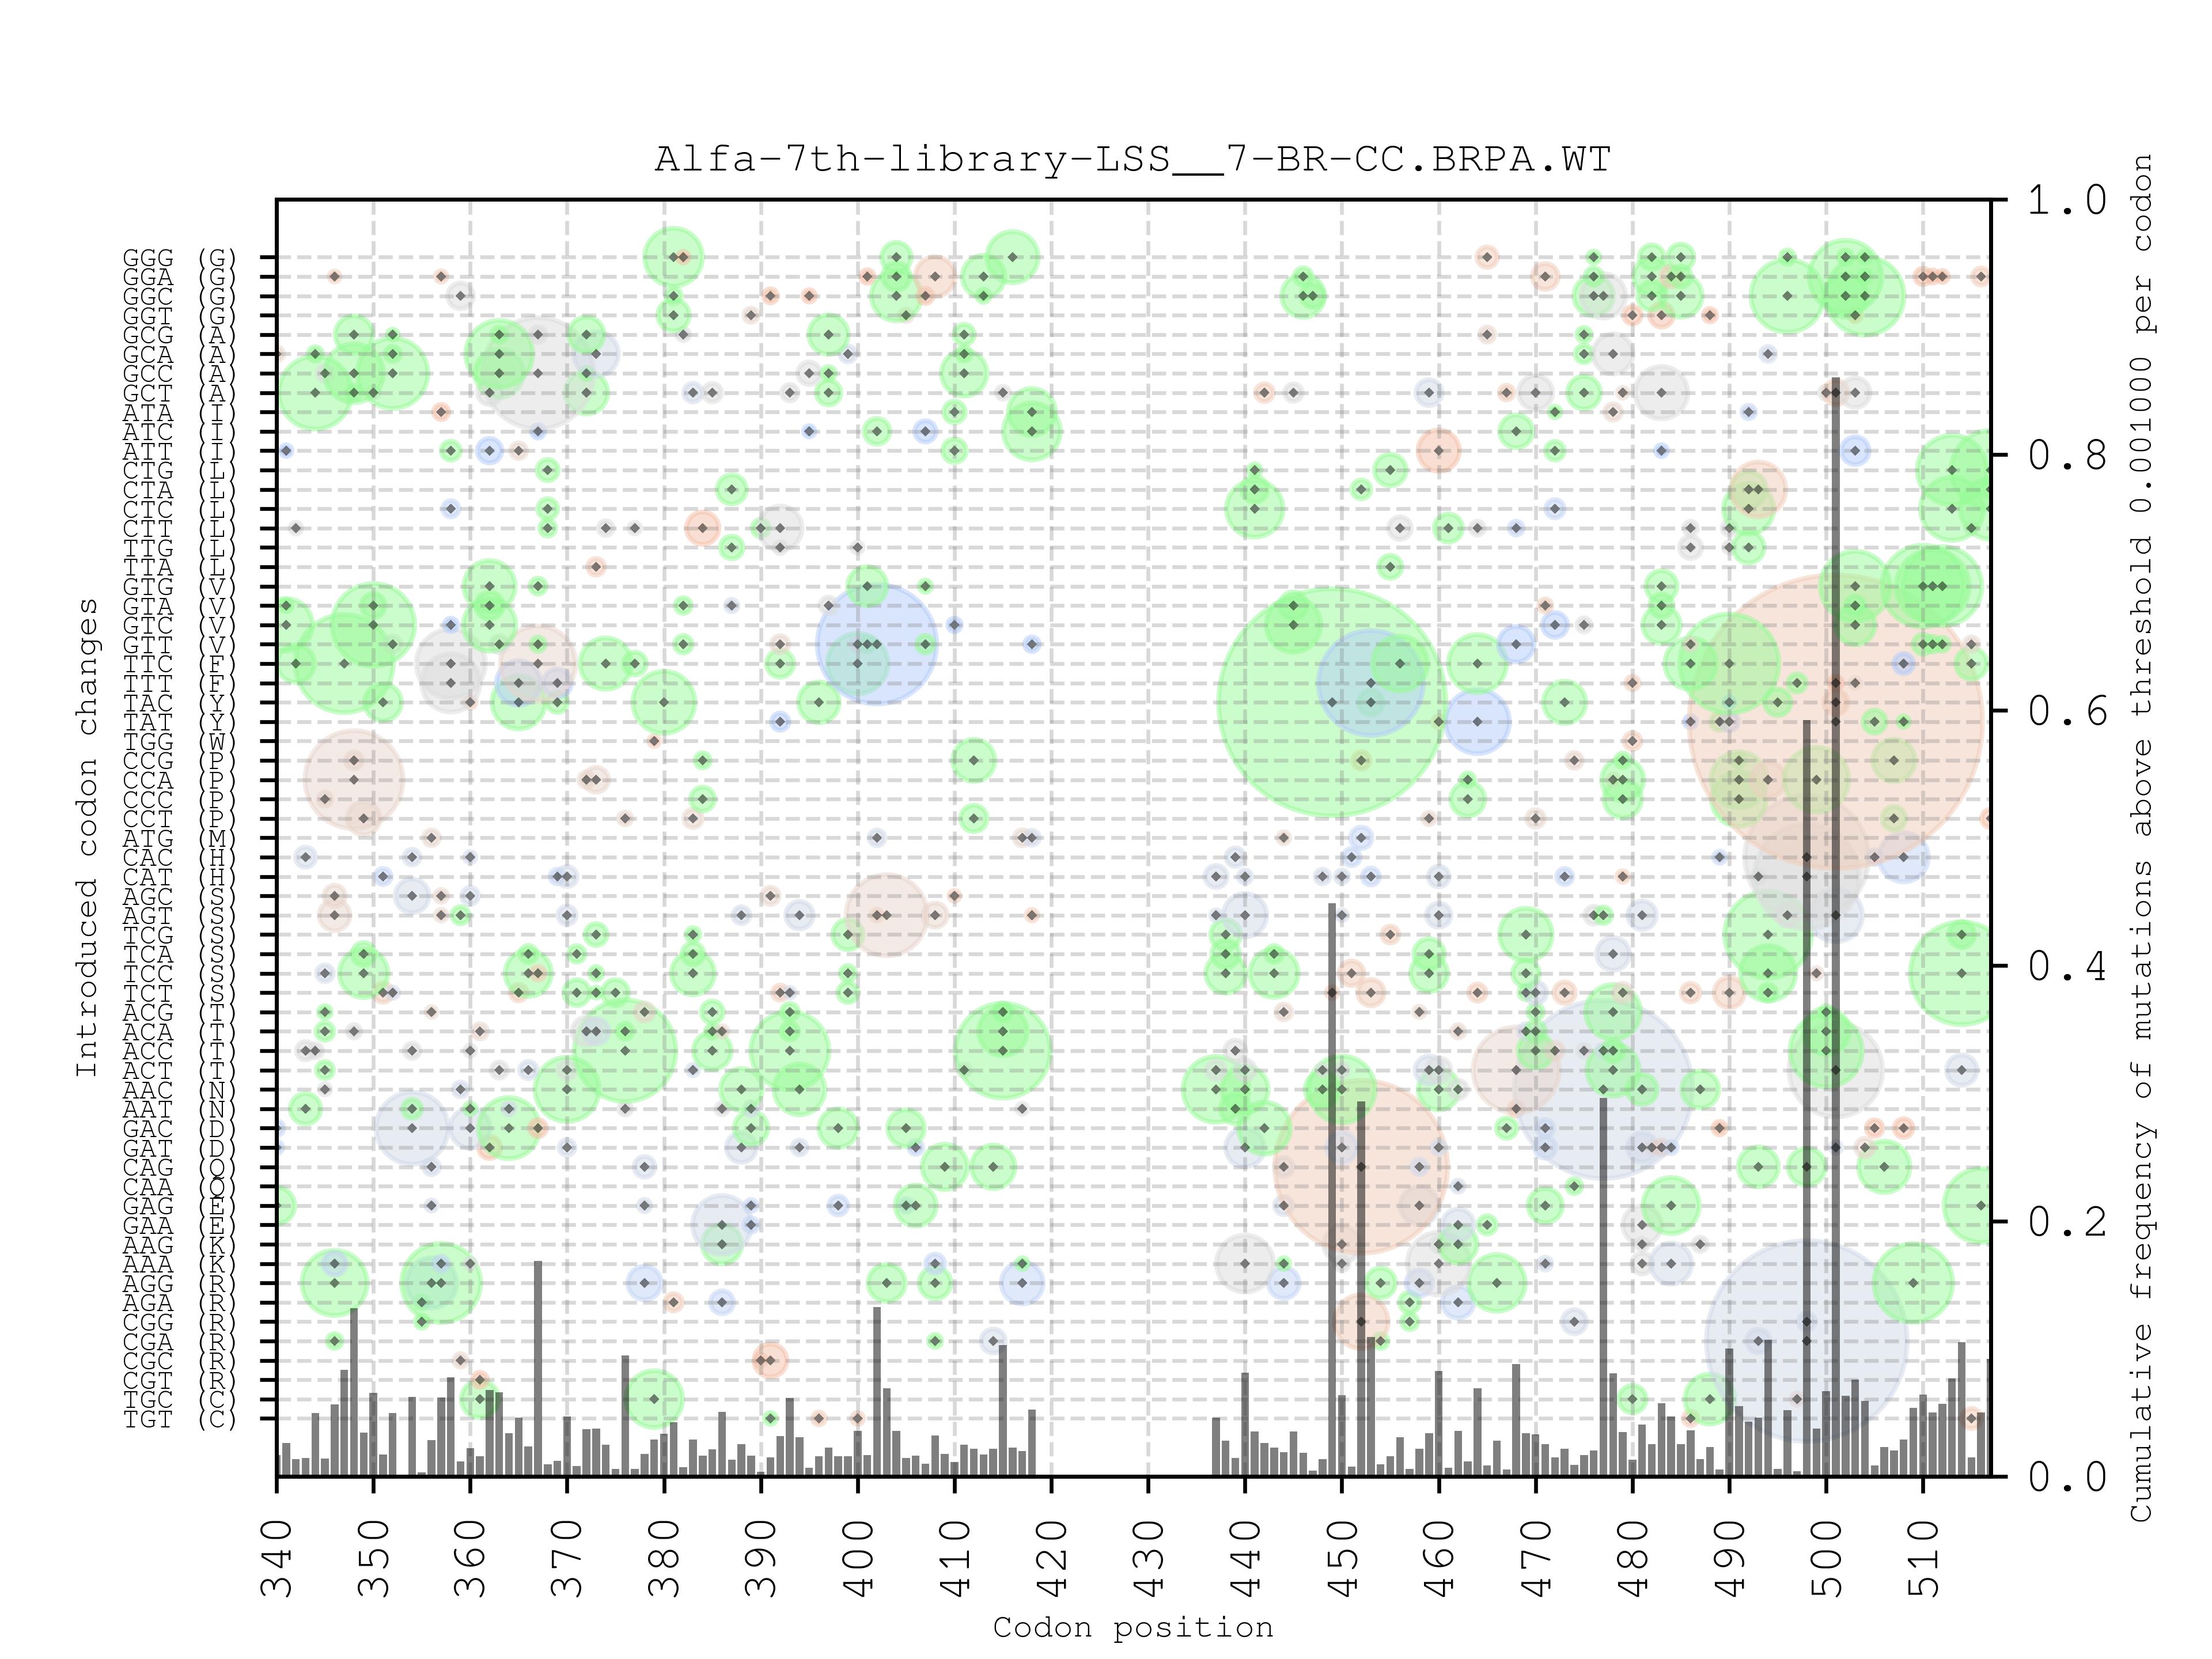 Alfa-7th-library-LSS__7-BR-CC.BRPA.WT
Introduced codon changes
GGG (G)
GGA (G)
GGC (G)
GGT (G)
GCG (A)
GCA (A)
GCC (A)
GCT (A)
ATA (I)
ATC (I)
ATT (I)
CTG (L)
CTA (L)
CTC (L)
CTT (L)
TTG (L)
TTA (L)
GTG (V)
GTA (V)
GTC (V)
GTT (V)
TTC (F)
TTT (F)
TAC (Y)
TAT (Y)
TGG (W)
CCG (P)
CCA (P)
CCC (P)
CCT (P)
ATG (M)
CAC (H)
CAT (H)
AGC (S)
AGT (S)
TCG (S)
TCA (S)
TCC (S)
TCT (S)
ACG (T)
ACA (T)
ACC (T)
ACT (T)
AAC (N)
AAT (N)
GAC (D)
GAT (D)
CAG (Q)
CAA (Q)
GAG (E)
GAA (E)
AAG (K)
AAA (K)
AGG (R)
AGA (R)
CGG (R)
CGA (R)
CGC (R)
CGT (R)
TGC (C)
TGT (C)
1.0
0.8
0.6
0.4
0.2
0.0
Cumulative frequency of mutations above threshold 0.001000 per codon
340 350 360 370 380 390 400 410 420 430 440 450 460 470 480 490 500 510
Codon position